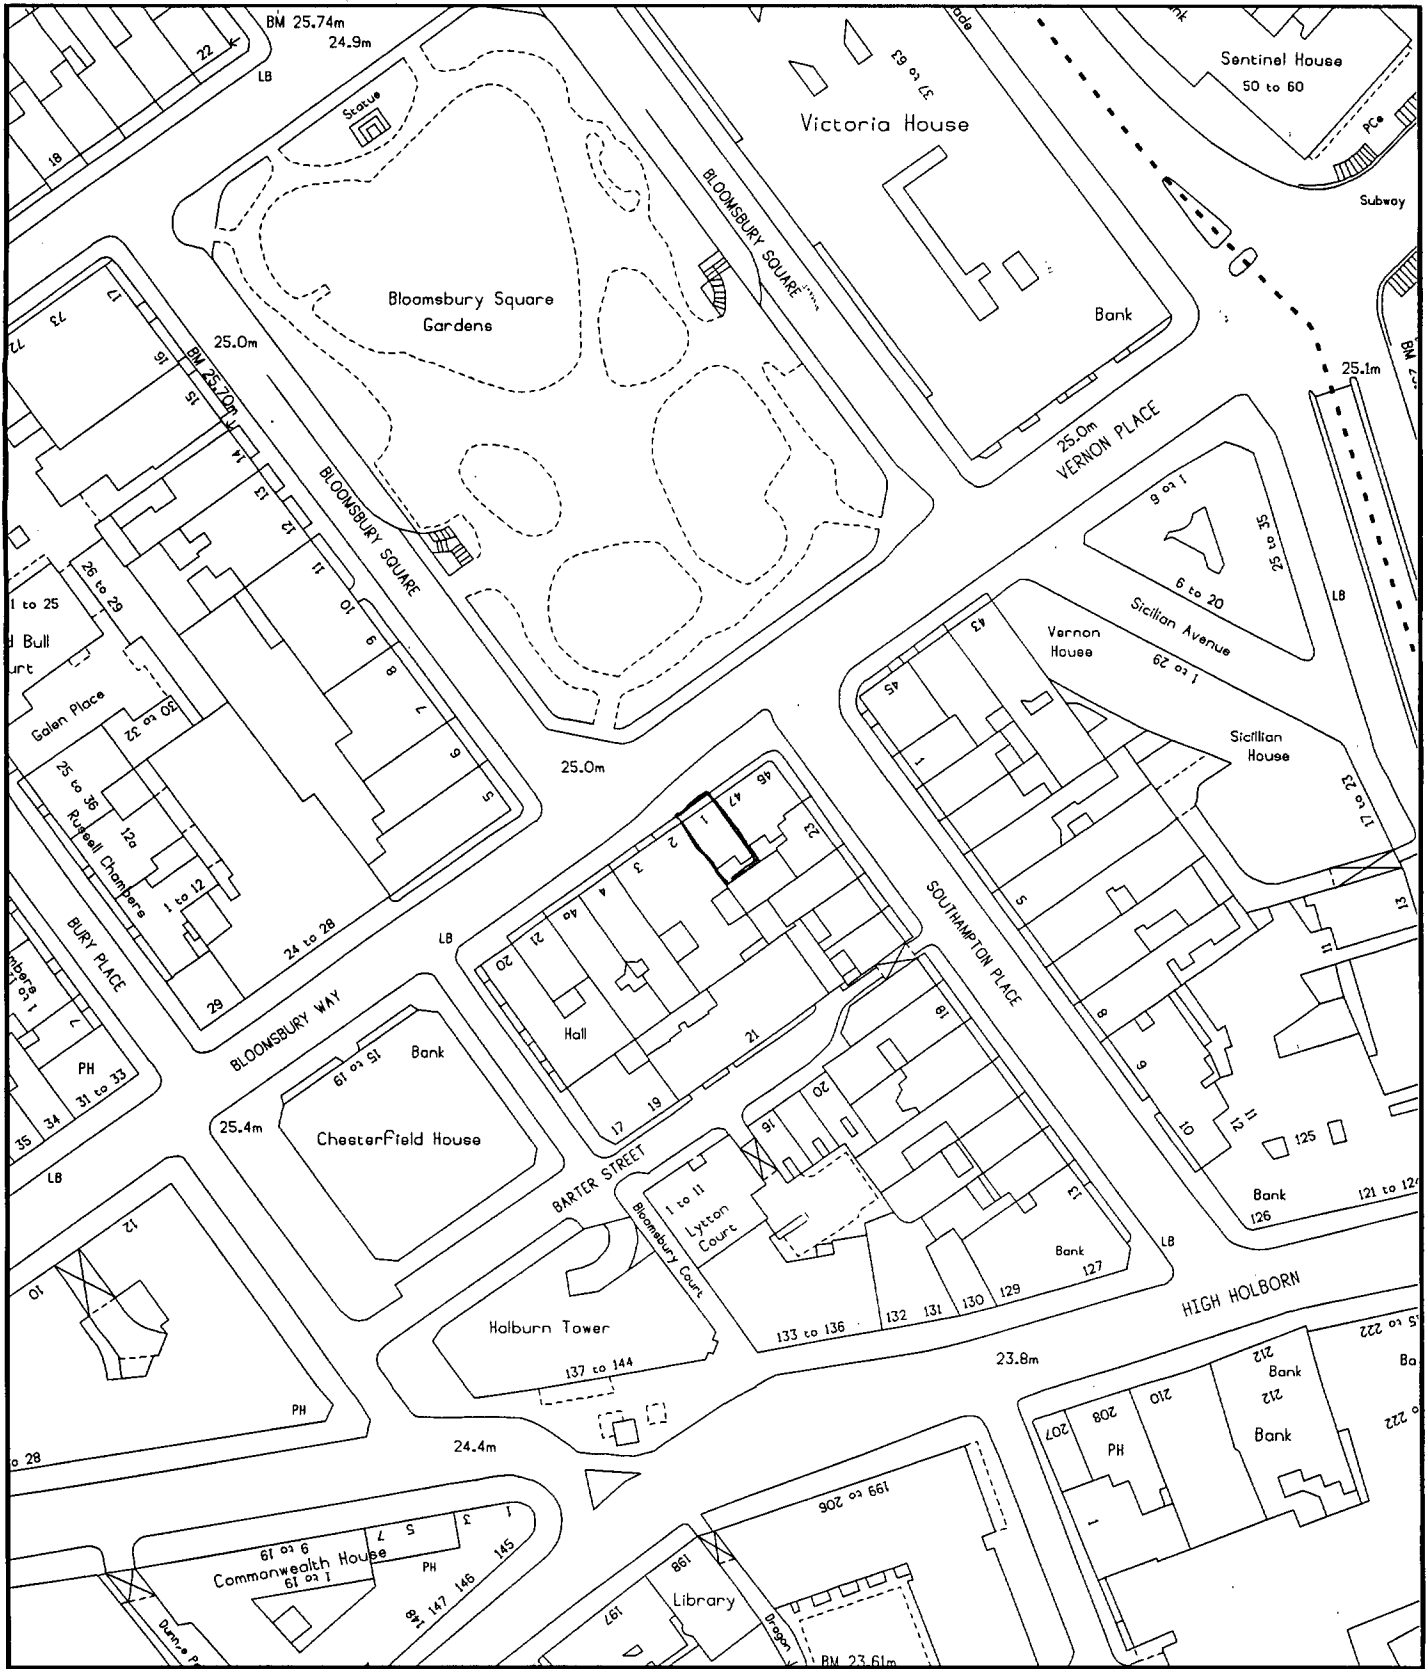 BM 25.74m
24.9m
22
LB
18
Statue
37 to 63
Victoria House
Sentinel House
50 to 60
PCs
Subway
BLOOMSBURY SQUARE
Bloomsbury Square
Gardens
Bank
17
73
72
16
15
25.0m
BM 25.70m
14
13
12
11
10
9
8
7
6
5
BLOOMSBURY SQUARE
25.1m
BM
25.0m
VERNON PLACE
1 to 6
25 to 35
6 to 20
Sicilian Avenue
LB
1 to 29
Vernon
House
43
45
1
Sicillian
House
17 to 23
26 to 29
1 to 25
Bull
Galen Place
30 to 32
25 to 36
12a
Russell Chambers
1 to 12
24 to 28
29
25.0m
46
47
1
2
3
4
4a
21
20
23
LB
Hall
21
19
17
SOUTHAMPTON PLACE
5
8
9
10
11
12
13
11
125
Bank
126
BURY PLACE
BLOOMSBURY WAY
1 to 12
7
PH
31 to 33
34
35
LB
15 to 19
Bank
25.4m
Chesterfield House
BARTER STREET
18
20
16
1 to 11
Lytton
Court
Bloomsbury Court
13
Bank
127
129
130
131
132
133 to 136
LB
HIGH HOLBORN
23.8m
12
10
PH
Holburn Tower
137 to 144
24.4m
28
207
208
PH
210
212
Bank
212
Bank
1
199 to 206
198
197
Library
Dragon
BM 23.61m
1
3
5
7
9 to 19
Commonwealth House
1 to 19
PH
145
146
147
148